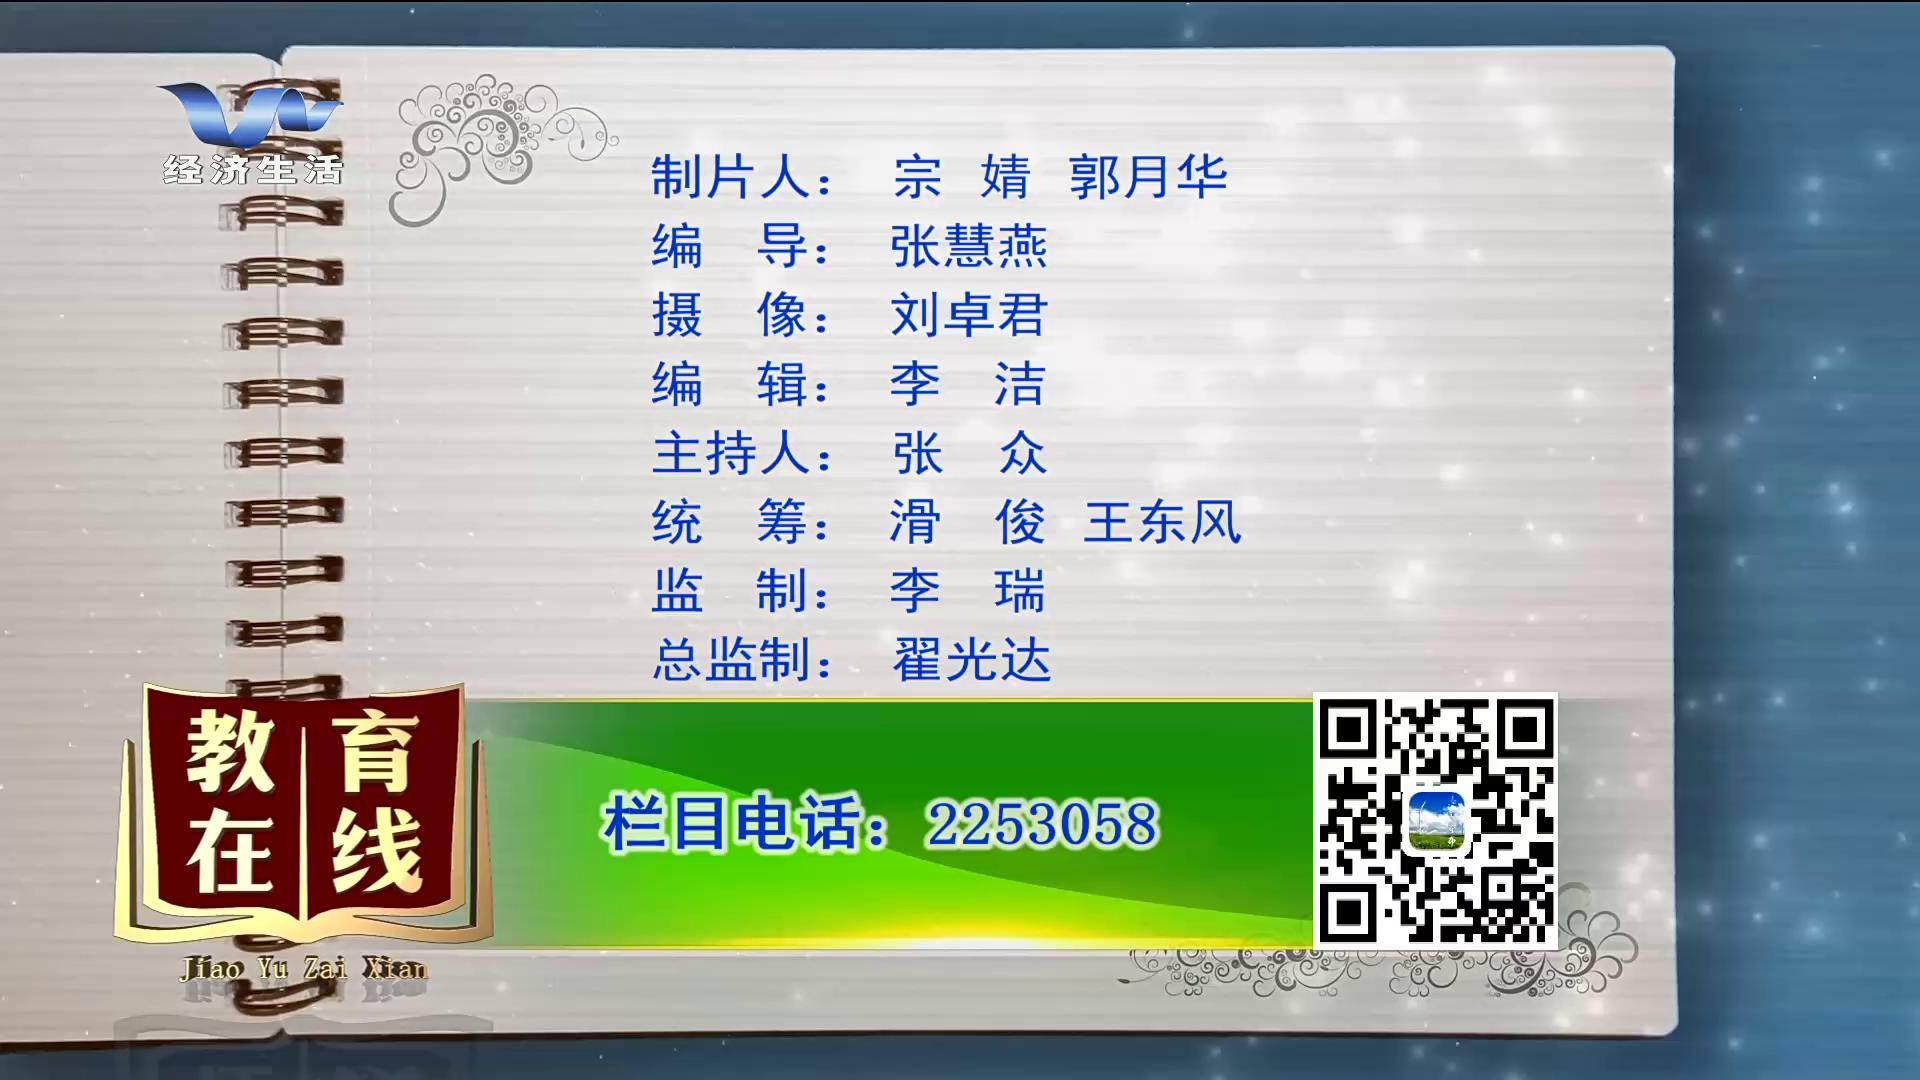 经济生活
制片人： 宗 婧 郭月华
编 导： 张慧燕
摄 像： 刘卓君
编 辑： 李 洁
主持人： 张 众
统 筹： 滑 俊 王东风
监 制： 李 瑞
总监制： 翟光达
教育
在线
Jiao Yu Zai Xian
栏目电话：2253058